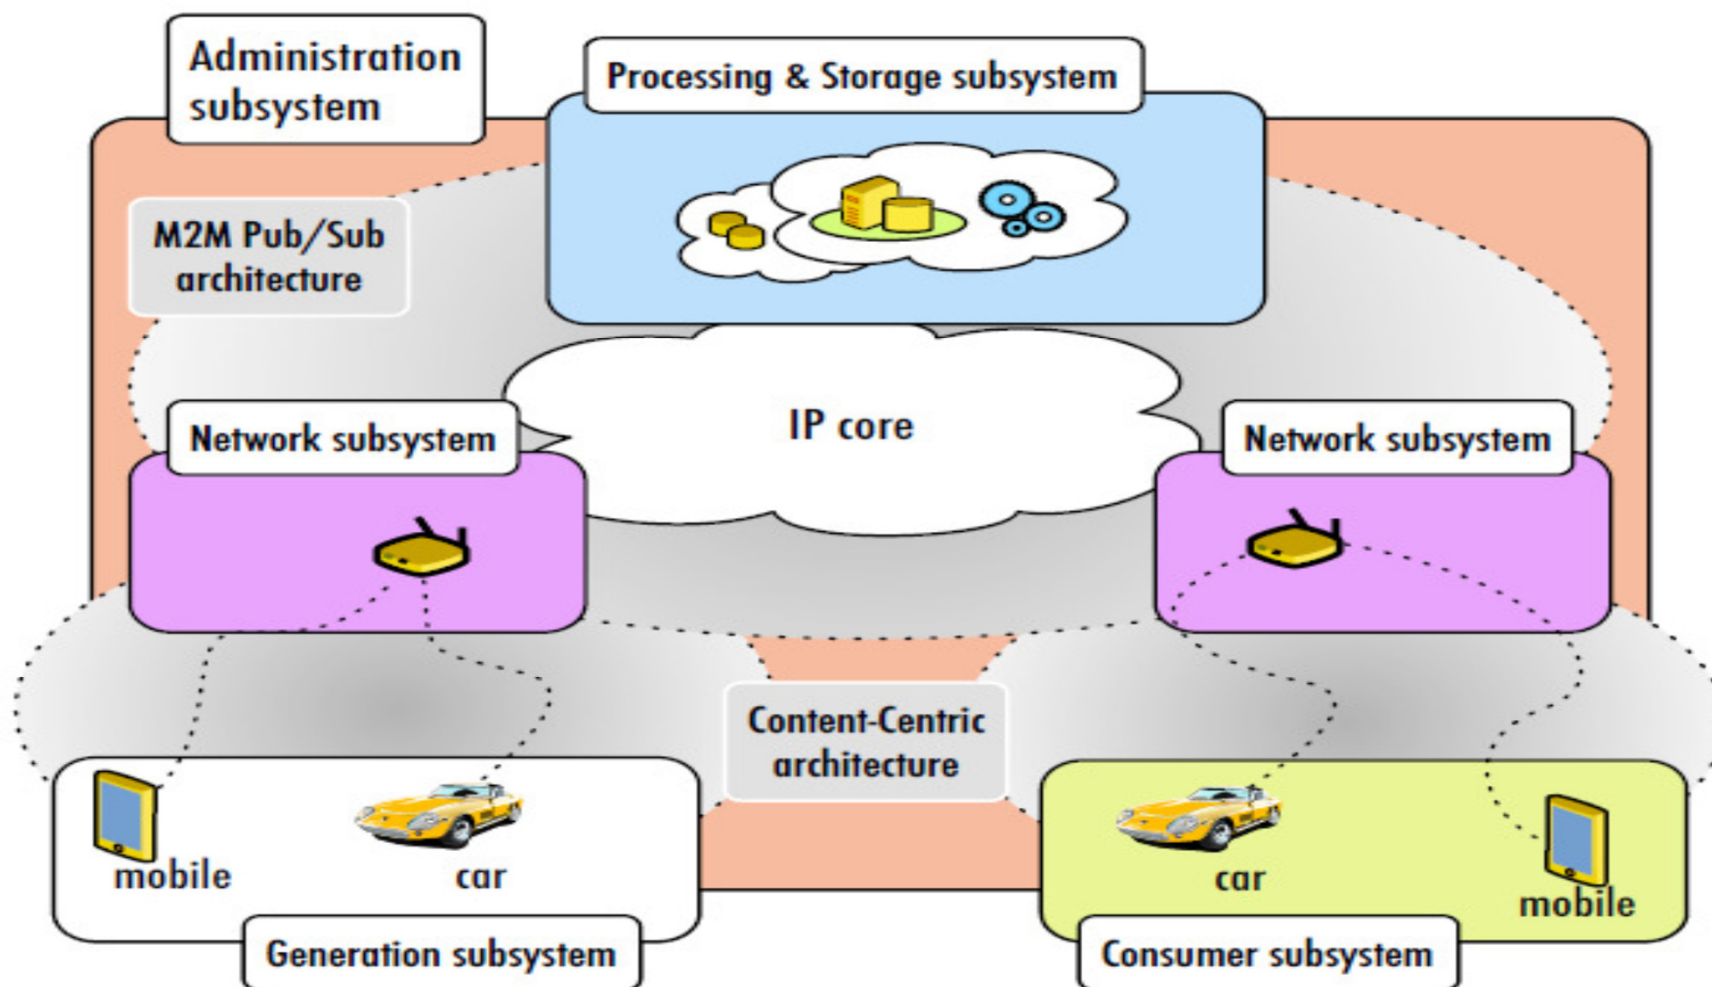 Administration
subsystem
Processing & Storage subsystem
M2M Pub/Sub
architecture
IP core
Network subsystem
Network subsystem
Content-Centric
architecture
mobile
car
car
mobile
Generation subsystem
Consumer subsystem